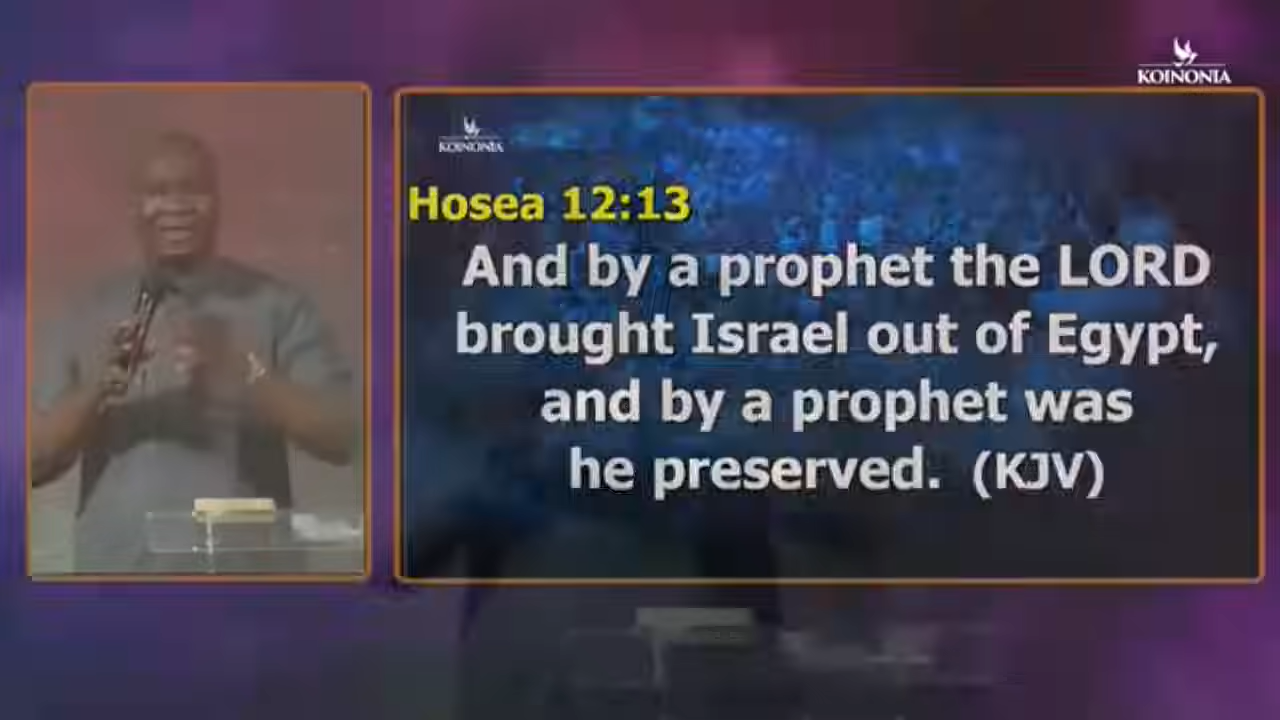 KOINONIA
KOINONIA
Hosea 12:13
And by a prophet the LORD
brought Israel out of Egypt,
and by a prophet was
he preserved. (KJV)